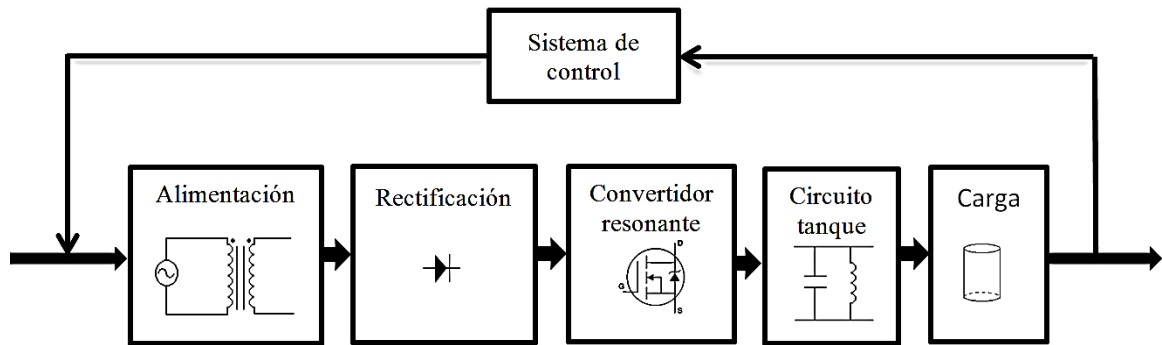 Sistema de
control
Alimentación
Rectificación
Convertidor
resonante
D
G
S
Circuito
tanque
Carga